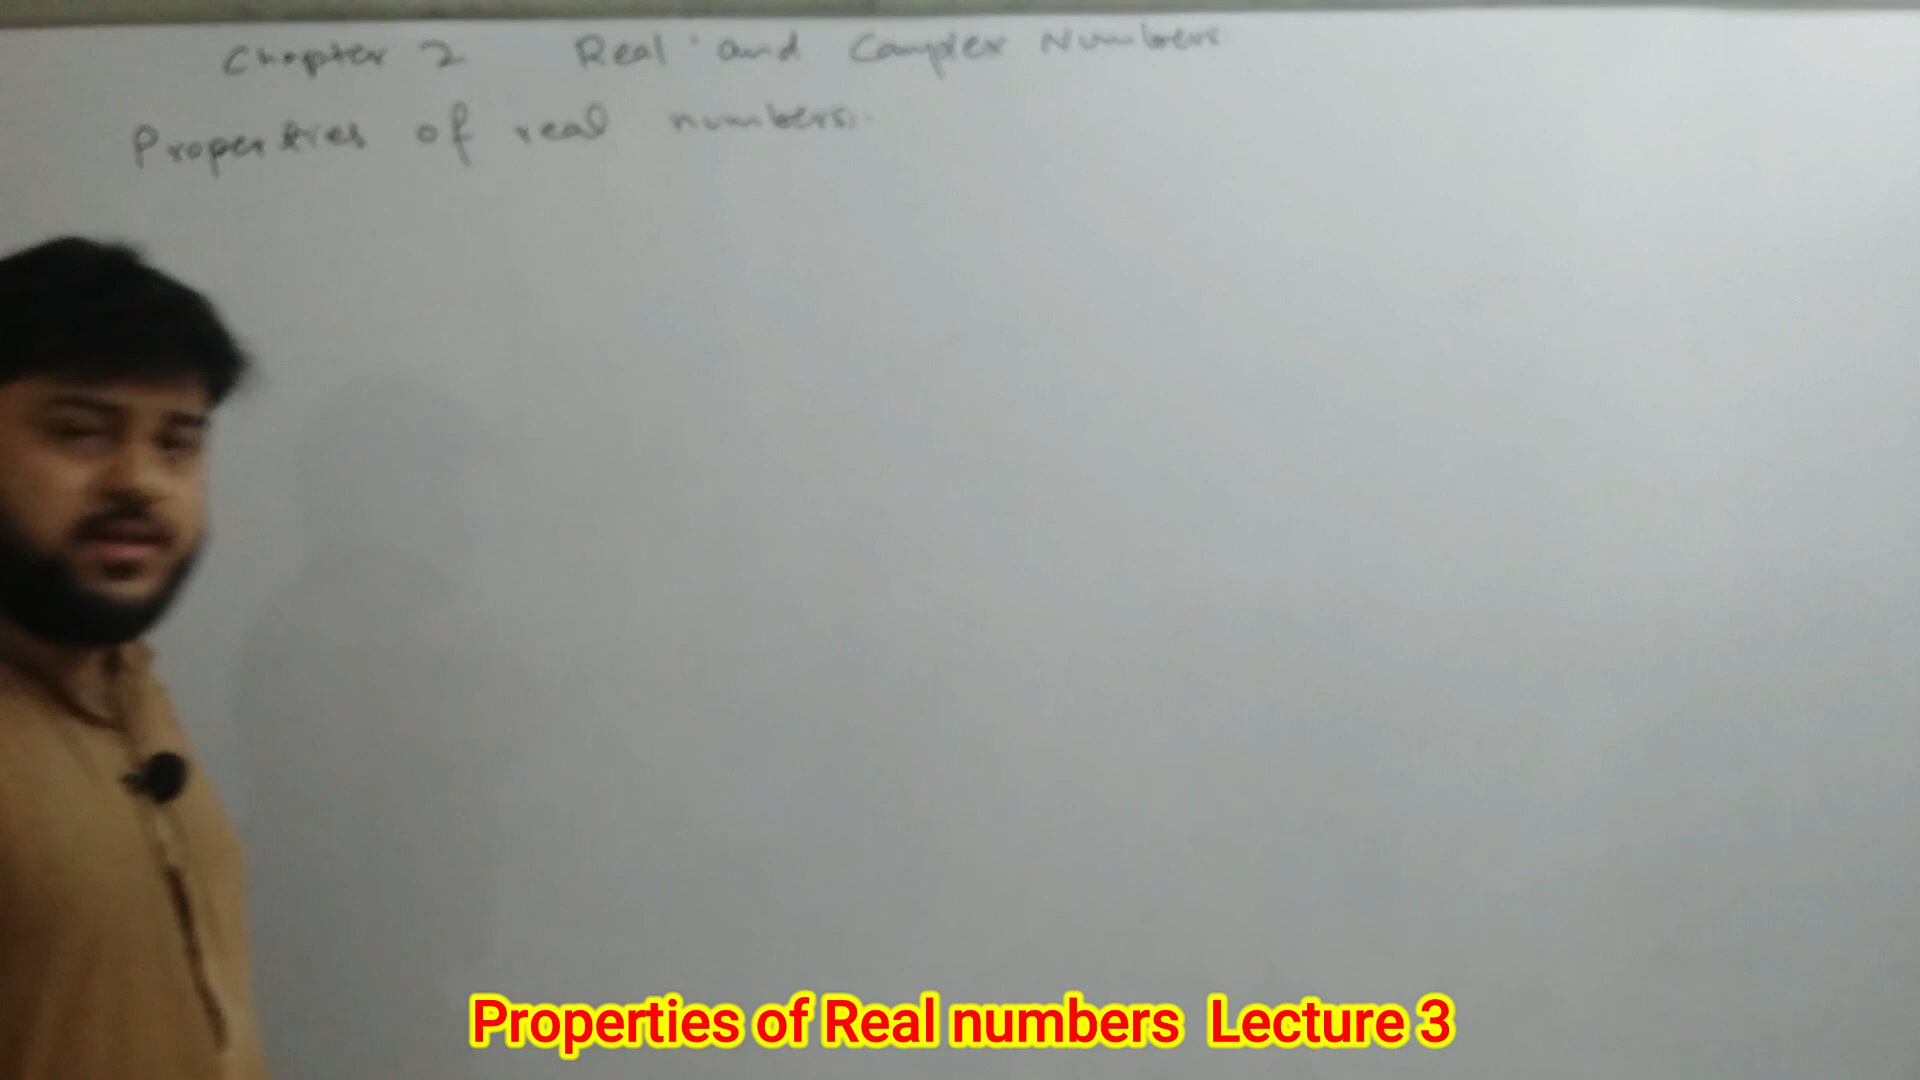 Chapter 2 Real and Complex Numbers
Properties of real numbers:
Properties of Real numbers Lecture 3